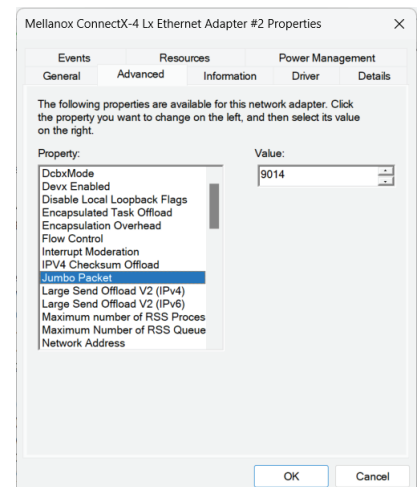 Mellanox ConnectX-4 Lx Ethernet Adapter #2 Properties
Events Resources Power Management
General Advanced Information Driver Details
The following properties are available for this network adapter. Click
the property you want to change on the left, and then select its value
on the right.
Property:
Value:
DcbxMode
Devx Enabled
Disable Local Loopback Flags
Encapsulated Task Offload
Encapsulation Overhead
Flow Control
Interrupt Moderation
IPV4 Checksum Offload
Jumbo Packet
Large Send Offload V2 (IPv4)
Large Send Offload V2 (IPv6)
Maximum number of RSS Proces
Maximum Number of RSS Queue
Network Address
9014
OK Cancel